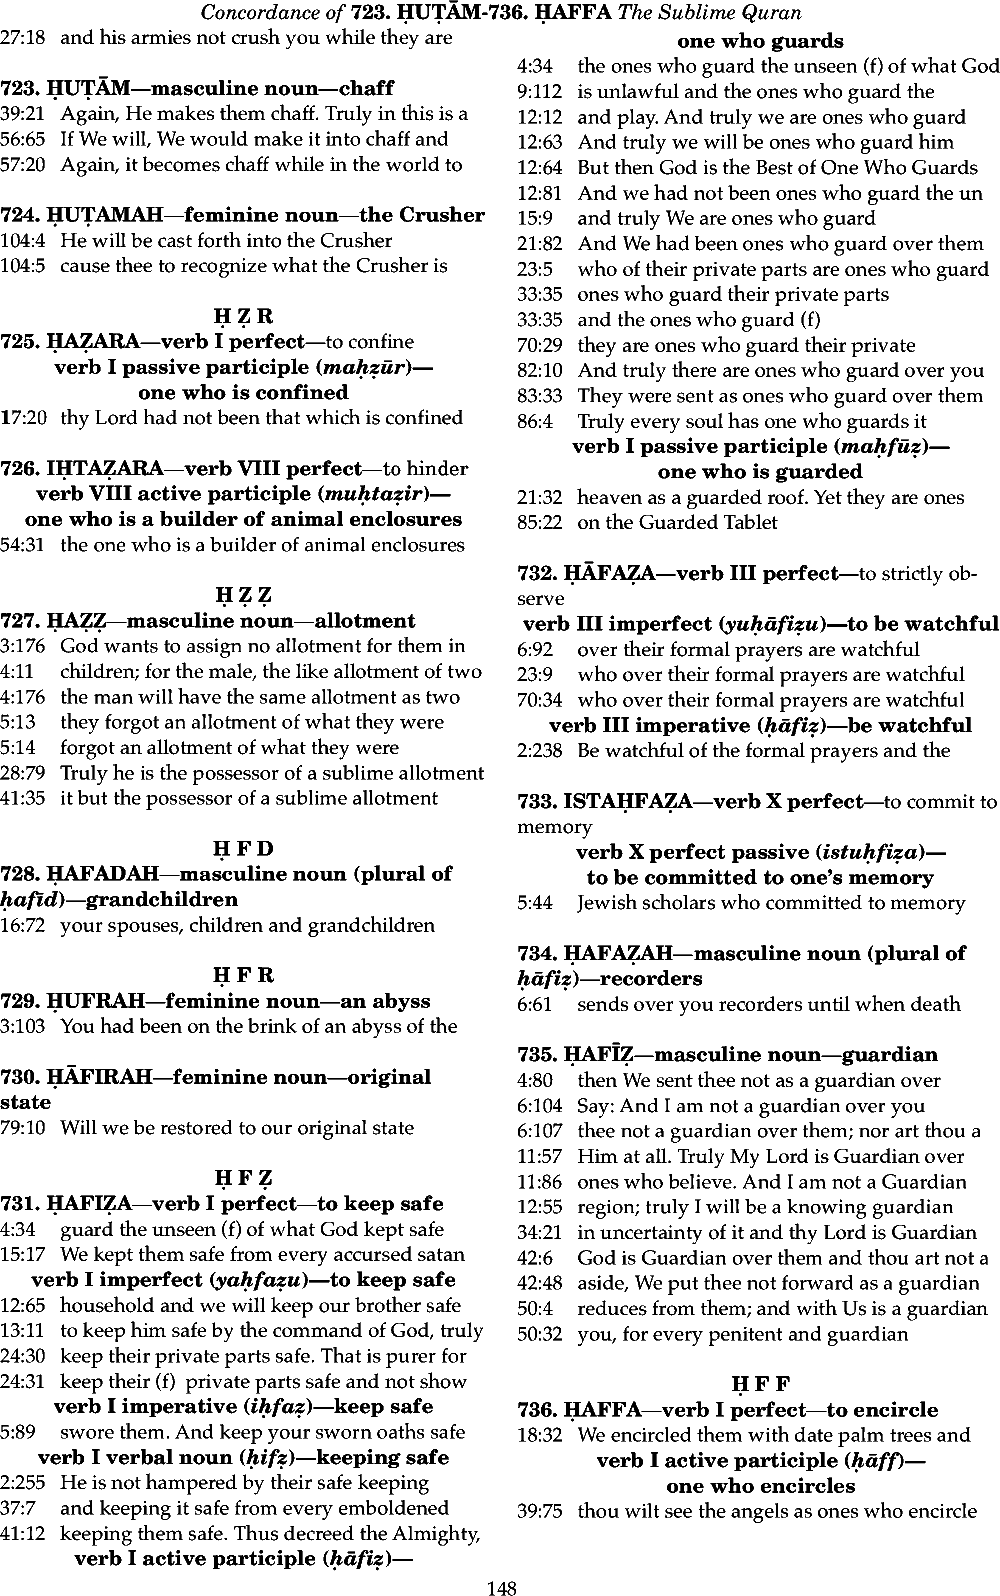 Concordance of 723. ḤUṬĀM-736. ḤAFFA The Sublime Quran
27:18 and his armies not crush you while they are
723. ḤUṬĀM—masculine noun—chaff
39:21 Again, He makes them chaff. Truly in this is a
56:65 If We will, We would make it into chaff and
57:20 Again, it becomes chaff while in the world to
724. ḤUṬAMAH—feminine noun—the Crusher
104:4 He will be cast forth into the Crusher
104:5 cause thee to recognize what the Crusher is
Ḥ Ẓ R
725. ḤAẒARA—verb I perfect—to confine
verb I passive participle (maḥẓūr)—
one who is confined
17:20 thy Lord had not been that which is confined
726. IḤTAẒARA—verb VIII perfect—to hinder
verb VIII active participle (muḥtaẓir)—
one who is a builder of animal enclosures
54:31 the one who is a builder of animal enclosures
Ḥ Ẓ Ẓ
727. ḤAẒẒ—masculine noun—allotment
3:176 God wants to assign no allotment for them in
4:11 children; for the male, the like allotment of two
4:176 the man will have the same allotment as two
5:13 they forgot an allotment of what they were
5:14 forgot an allotment of what they were
28:79 Truly he is the possessor of a sublime allotment
41:35 it but the possessor of a sublime allotment
Ḥ F D
728. ḤAFADAH—masculine noun (plural of
ḥafīd)—grandchildren
16:72 your spouses, children and grandchildren
Ḥ F R
729. ḤUFRAH—feminine noun—an abyss
3:103 You had been on the brink of an abyss of the
730. ḤĀFIRAH—feminine noun—original
state
79:10 Will we be restored to our original state
Ḥ F Ẓ
731. ḤAFIẒA—verb I perfect—to keep safe
4:34 guard the unseen (f) of what God kept safe
15:17 We kept them safe from every accursed satan
verb I imperfect (yaḥfaẓu)—to keep safe
12:65 household and we will keep our brother safe
13:11 to keep him safe by the command of God, truly
24:30 keep their private parts safe. That is purer for
24:31 keep their (f) private parts safe and not show
verb I imperative (iḥfaẓ)—keep safe
5:89 swore them. And keep your sworn oaths safe
verb I verbal noun (ḥifẓ)—keeping safe
2:255 He is not hampered by their safe keeping
37:7 and keeping it safe from every emboldened
41:12 keeping them safe. Thus decreed the Almighty,
verb I active participle (ḥāfiẓ)—
one who guards
4:34 the ones who guard the unseen (f) of what God
9:112 is unlawful and the ones who guard the
12:12 and play. And truly we are ones who guard
12:63 And truly we will be ones who guard him
12:64 But then God is the Best of One Who Guards
12:81 And we had not been ones who guard the un
15:9 and truly We are ones who guard
21:82 And We had been ones who guard over them
23:5 who of their private parts are ones who guard
33:35 ones who guard their private parts
33:35 and the ones who guard (f)
70:29 they are ones who guard their private
82:10 And truly there are ones who guard over you
83:33 They were sent as ones who guard over them
86:4 Truly every soul has one who guards it
verb I passive participle (maḥfūẓ)—
one who is guarded
21:32 heaven as a guarded roof. Yet they are ones
85:22 on the Guarded Tablet
732. ḤĀFAẒA—verb III perfect—to strictly ob-
serve
verb III imperfect (yuḥāfiẓu)—to be watchful
6:92 over their formal prayers are watchful
23:9 who over their formal prayers are watchful
70:34 who over their formal prayers are watchful
verb III imperative (ḥāfiẓ)—be watchful
2:238 Be watchful of the formal prayers and the
733. ISTAḤFAẒA—verb X perfect—to commit to
memory
verb X perfect passive (istuḥfiẓa)—
to be committed to one's memory
5:44 Jewish scholars who committed to memory
734. ḤAFAẒAH—masculine noun (plural of
ḥāfiẓ)—recorders
6:61 sends over you recorders until when death
735. ḤAFĪẒ—masculine noun—guardian
4:80 then We sent thee not as a guardian over
6:104 Say: And I am not a guardian over you
6:107 thee not a guardian over them; nor art thou a
11:57 Him at all. Truly My Lord is Guardian over
11:86 ones who believe. And I am not a Guardian
12:55 region; truly I will be a knowing guardian
34:21 in uncertainty of it and thy Lord is Guardian
42:6 God is Guardian over them and thou art not a
42:48 aside, We put thee not forward as a guardian
50:4 reduces from them; and with Us is a guardian
50:32 you, for every penitent and guardian
Ḥ F F
736. ḤAFFA—verb I perfect—to encircle
18:32 We encircled them with date palm trees and
verb I active participle (ḥāff)—
one who encircles
39:75 thou wilt see the angels as ones who encircle
148